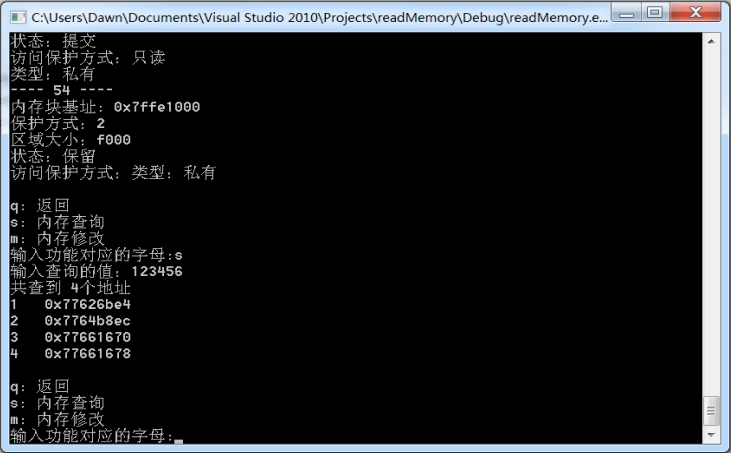 C:\Users\Dawn\Documents\Visual Studio 2010\Projects\readMemory\Debug\readMemory.e...
状态: 提交
访问保护方式: 只读
类型: 私有
---- 54 ----
内存块基址: 0x7ffe1000
保护方式: 2
区域大小: f000
状态: 保留
访问保护方式: 类型: 私有
q: 返回
s: 内存查询
m: 内存修改
输入功能对应的字母:s
输入查询的值: 123456
共查到 4个地址
1 0x77626be4
2 0x7764b8ec
3 0x77661670
4 0x77661678
q: 返回
s: 内存查询
m: 内存修改
输入功能对应的字母: